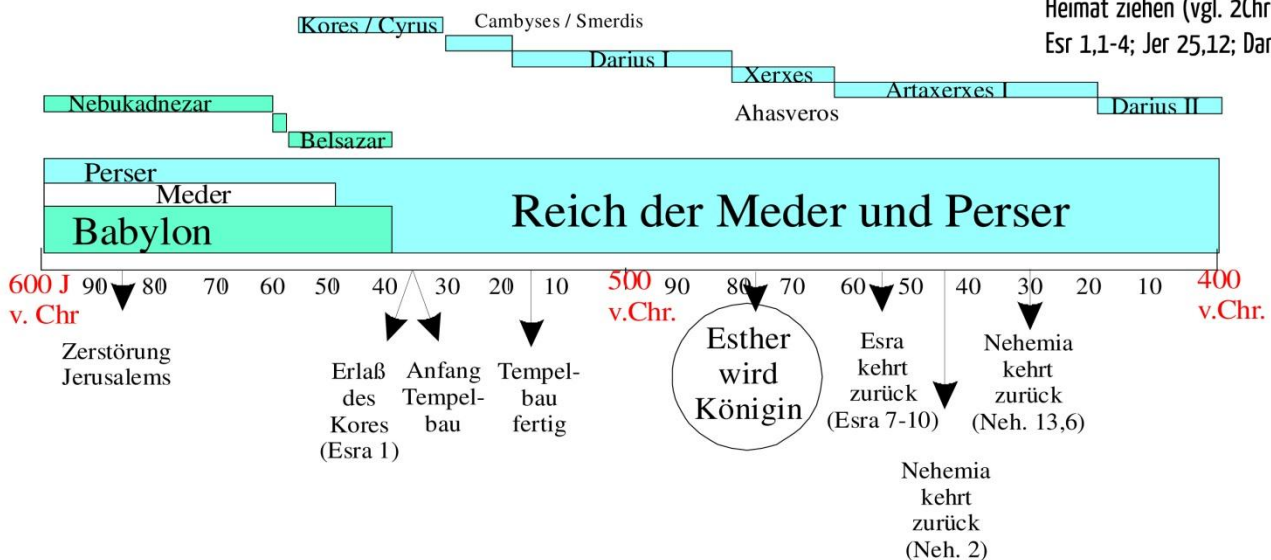 Heimat ziehen (vgl. 2Chr
Esr 1,1-4; Jer 25,12; Dan
Kores / Cyrus
Cambyses / Smerdis
Darius I
Xerxes
Ahasveros
Artaxerxes I
Darius II
Nebukadnezar
Belsazar
Perser
Meder
Babylon
Reich der Meder und Perser
600 J
v. Chr
90 80 70 60 50 40 30 20 10
500
v.Chr.
90 80 70 60 50 40 30 20 10
400
v.Chr.
Zerstörung
Jerusalems
Erlaß
des
Kores
(Esra 1)
Anfang
Tempel-
bau
Tempel-
bau
fertig
Esther
wird
Königin
Esra
kehrt
zurück
(Esra 7-10)
Nehemia
kehrt
zurück
(Neh. 2)
Nehemia
kehrt
zurück
(Neh. 13,6)